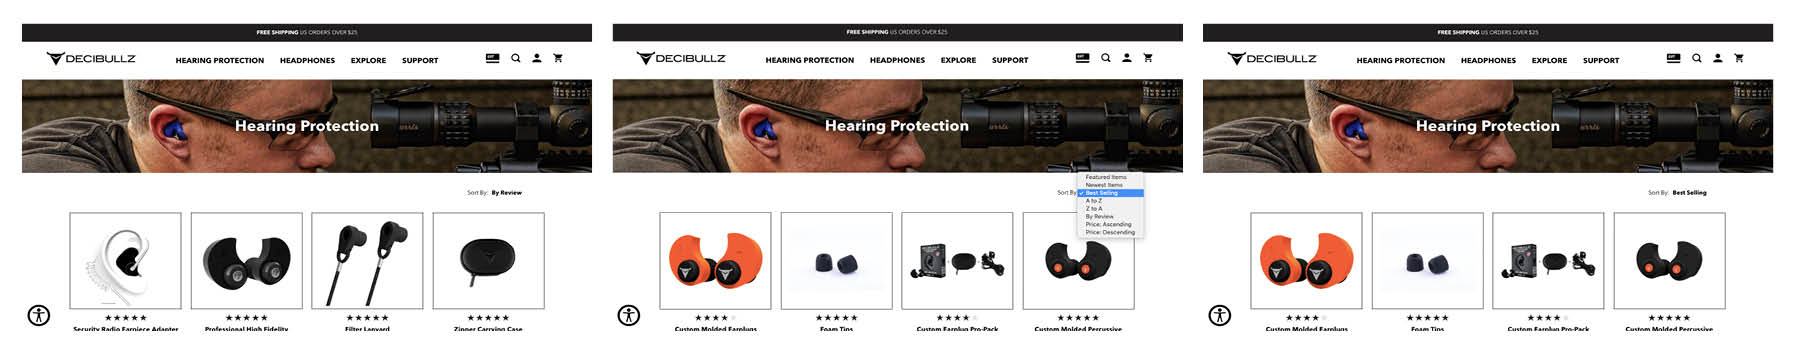 FREE SHIPPING US ORDERS OVER $25
DECIBULLZ
HEARING PROTECTION HEADPHONES EXPLORE SUPPORT
Hearing Protection
Sort By: By Review
★★★★★ ★★★★★ ★★★★★ ★★★★★
Security Radio Earpiece Adapter Professional High Fidelity Filter Lanyard Zipper Carrying Case
FREE SHIPPING US ORDERS OVER $25
DECIBULLZ
HEARING PROTECTION HEADPHONES EXPLORE SUPPORT
Hearing Protection
Featured Items
Newest Items
Sort By: ✓ Best Selling
A to Z
Z to A
By Review
Price: Ascending
Price: Descending
★★★★★ ★★★★★ ★★★★★ ★★★★★
Custom Molded Earplugs Foam Tips Custom Earplug Pro-Pack Custom Molded Percussive
FREE SHIPPING US ORDERS OVER $25
DECIBULLZ
HEARING PROTECTION HEADPHONES EXPLORE SUPPORT
Hearing Protection
Sort By: Best Selling
★★★★★ ★★★★★ ★★★★★ ★★★★★
Custom Molded Earplugs Foam Tips Custom Earplug Pro-Pack Custom Molded Percussive